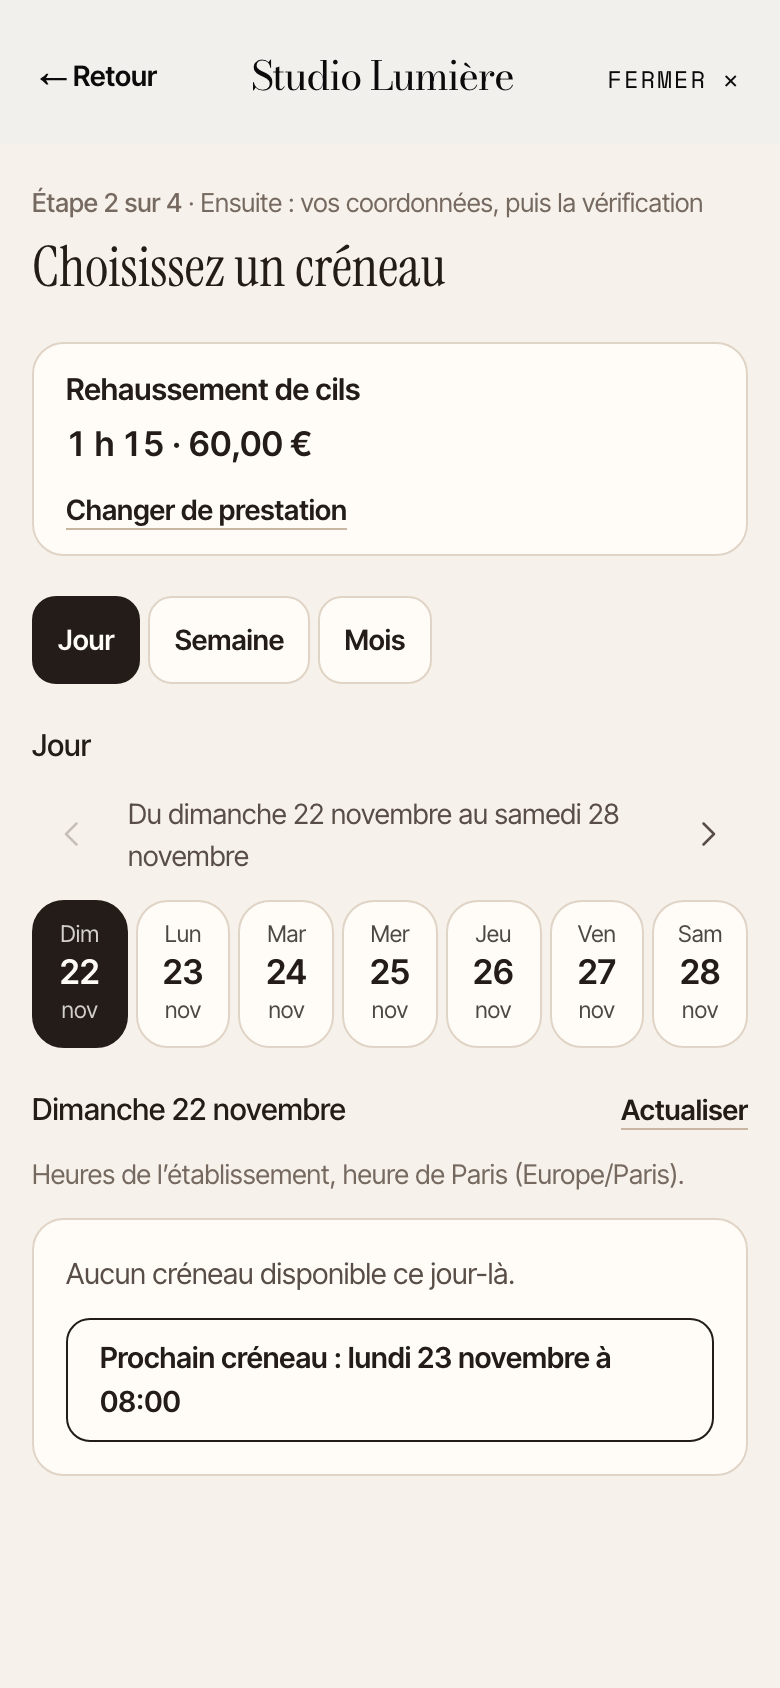 ← Retour
Studio Lumière
FERMER ×
Étape 2 sur 4 · Ensuite : vos coordonnées, puis la vérification
Choisissez un créneau
Rehaussement de cils
1 h 15 · 60,00 €
Changer de prestation
Jour
Semaine
Mois
Jour
Du dimanche 22 novembre au samedi 28
novembre
Dim
22
nov
Lun
23
nov
Mar
24
nov
Mer
25
nov
Jeu
26
nov
Ven
27
nov
Sam
28
nov
Dimanche 22 novembre
Actualiser
Heures de l’établissement, heure de Paris (Europe/Paris).
Aucun créneau disponible ce jour-là.
Prochain créneau : lundi 23 novembre à
08:00